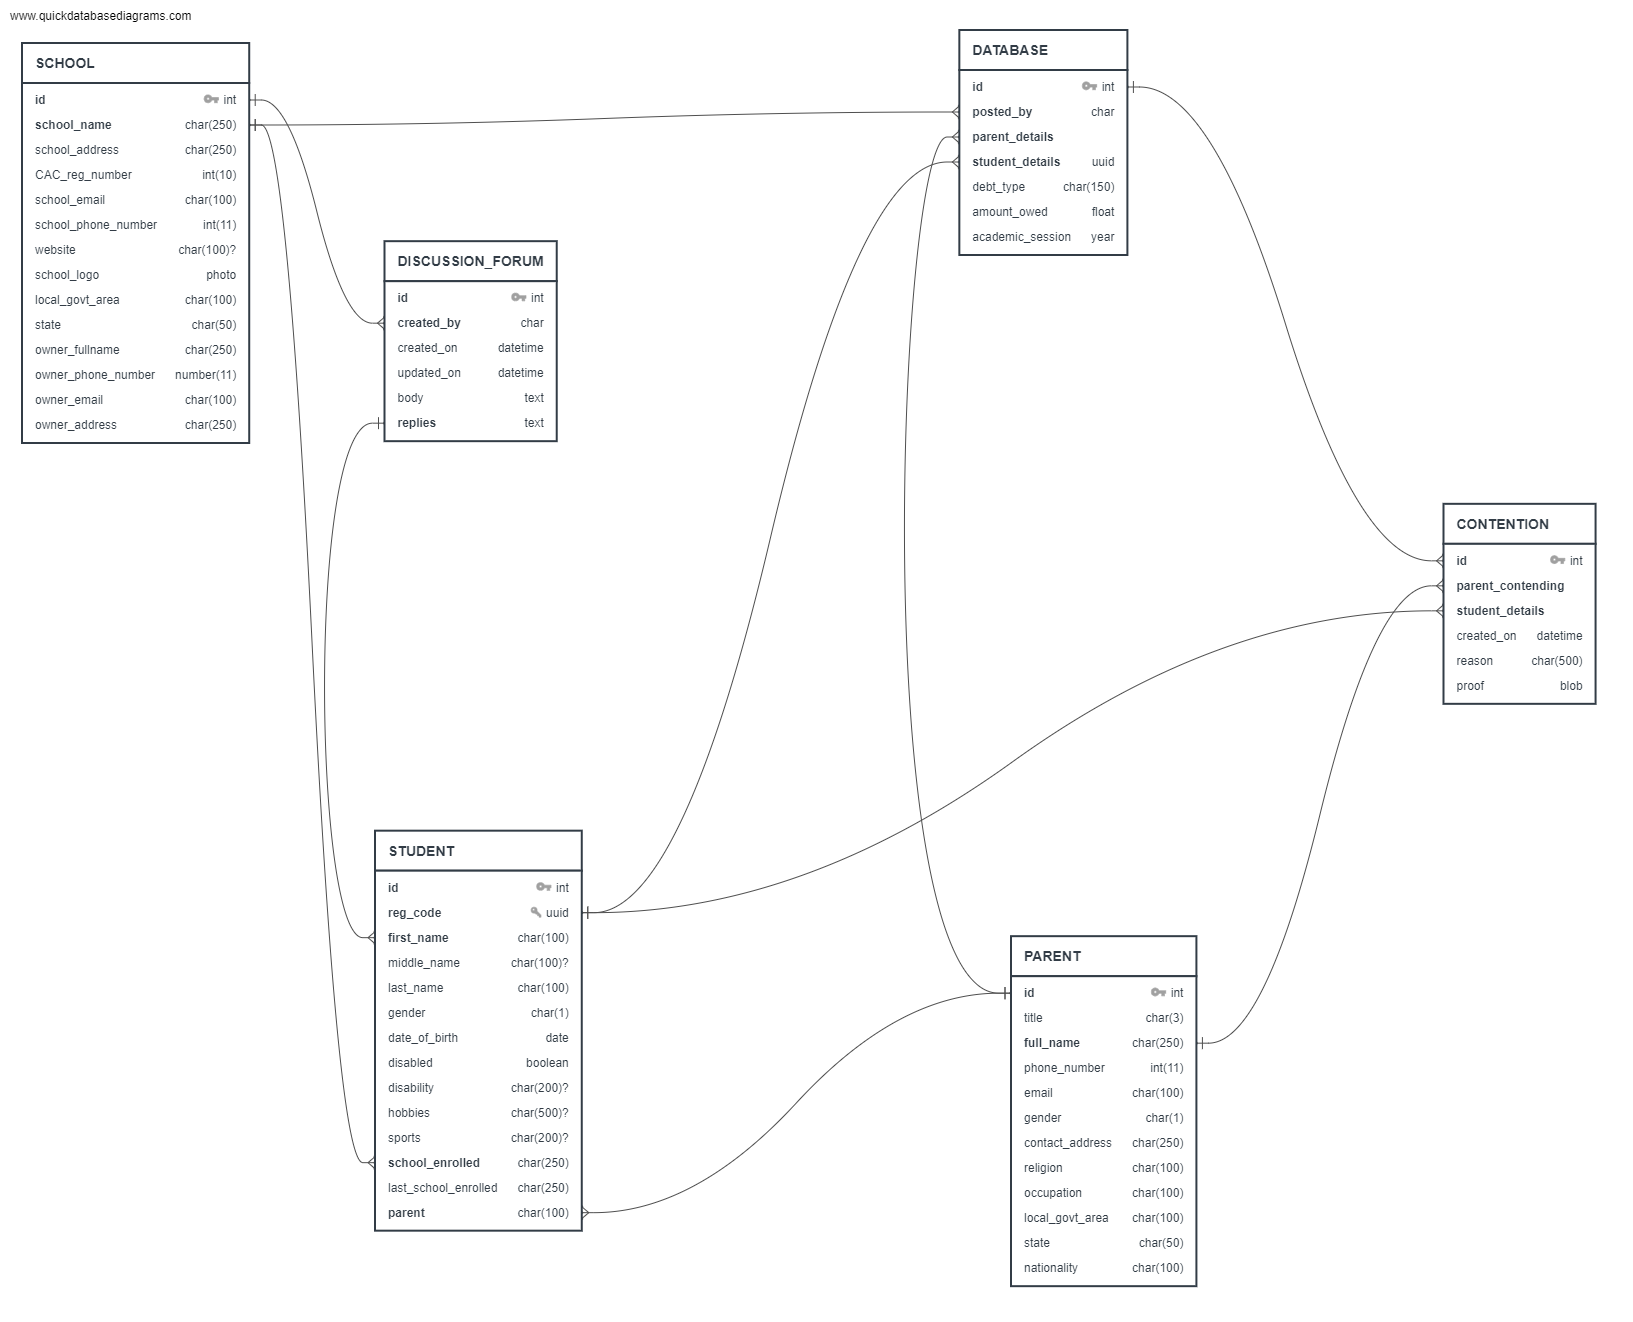 www.quickdatabasediagrams.com
SCHOOL
id int
school_name char(250)
school_address char(250)
CAC_reg_number int(10)
school_email char(100)
school_phone_number int(11)
website char(100)?
school_logo photo
local_govt_area char(100)
state char(50)
owner_fullname char(250)
owner_phone_number number(11)
owner_email char(100)
owner_address char(250)
DISCUSSION_FORUM
id int
created_by char
created_on datetime
updated_on datetime
body text
replies text
DATABASE
id int
posted_by char
parent_details
student_details uuid
debt_type char(150)
amount_owed float
academic_session year
CONTENTION
id int
parent_contending
student_details
created_on datetime
reason char(500)
proof blob
STUDENT
id int
reg_code uuid
first_name char(100)
middle_name char(100)?
last_name char(100)
gender char(1)
date_of_birth date
disabled boolean
disability char(200)?
hobbies char(500)?
sports char(200)?
school_enrolled char(250)
last_school_enrolled char(250)
parent char(100)
PARENT
id int
title char(3)
full_name char(250)
phone_number int(11)
email char(100)
gender char(1)
contact_address char(250)
religion char(100)
occupation char(100)
local_govt_area char(100)
state char(50)
nationality char(100)